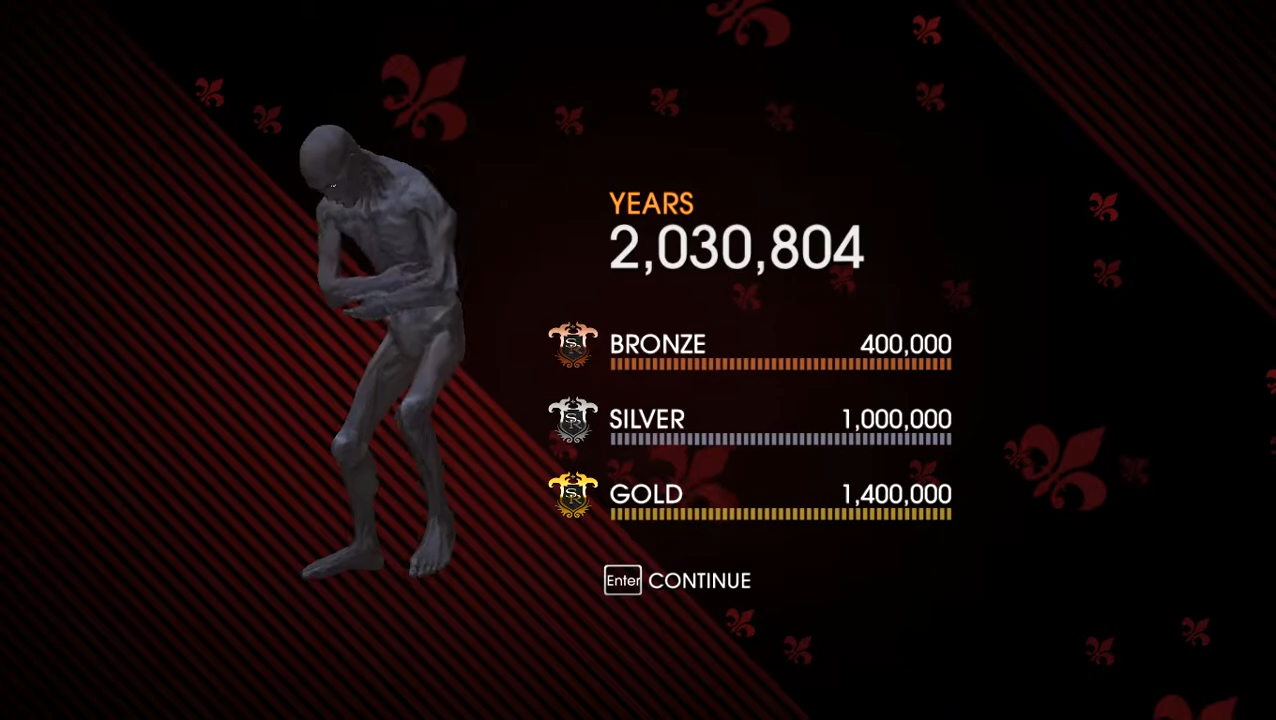 YEARS
2,030,804
BRONZE 400,000
SILVER 1,000,000
GOLD 1,400,000
Enter CONTINUE